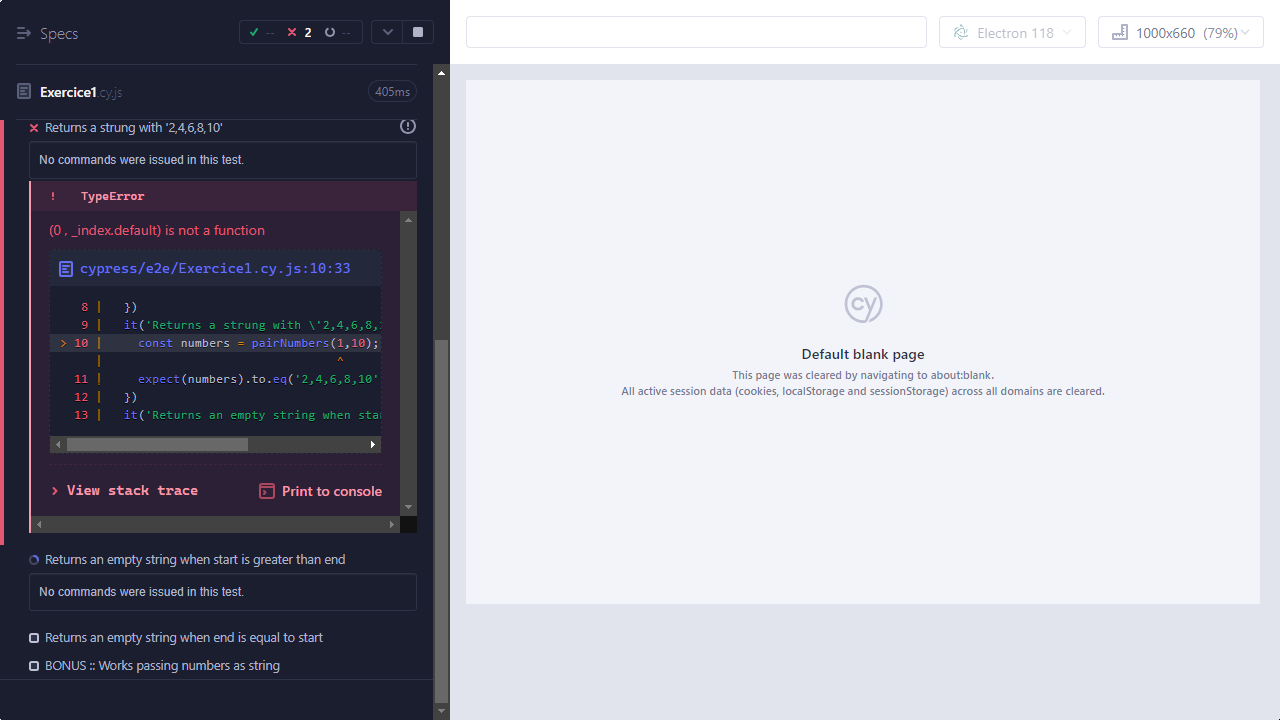 Specs
-- 2 --
Electron 118
1000x660 (79%)
Exercice1.cy.js
405ms
Returns a strung with '2,4,6,8,10'
No commands were issued in this test.
! TypeError
(0 , _index.default) is not a function
cypress/e2e/Exercice1.cy.js:10:33
8 | })
9 | it('Returns a strung with \'2,4,6,8,
> 10 | const numbers = pairNumbers(1,10);
| ^
11 | expect(numbers).to.eq('2,4,6,8,10'
12 | })
13 | it('Returns an empty string when star
> View stack trace
Print to console
Returns an empty string when start is greater than end
No commands were issued in this test.
Returns an empty string when end is equal to start
BONUS :: Works passing numbers as string
cy
Default blank page
This page was cleared by navigating to about:blank.
All active session data (cookies, localStorage and sessionStorage) across all domains are cleared.